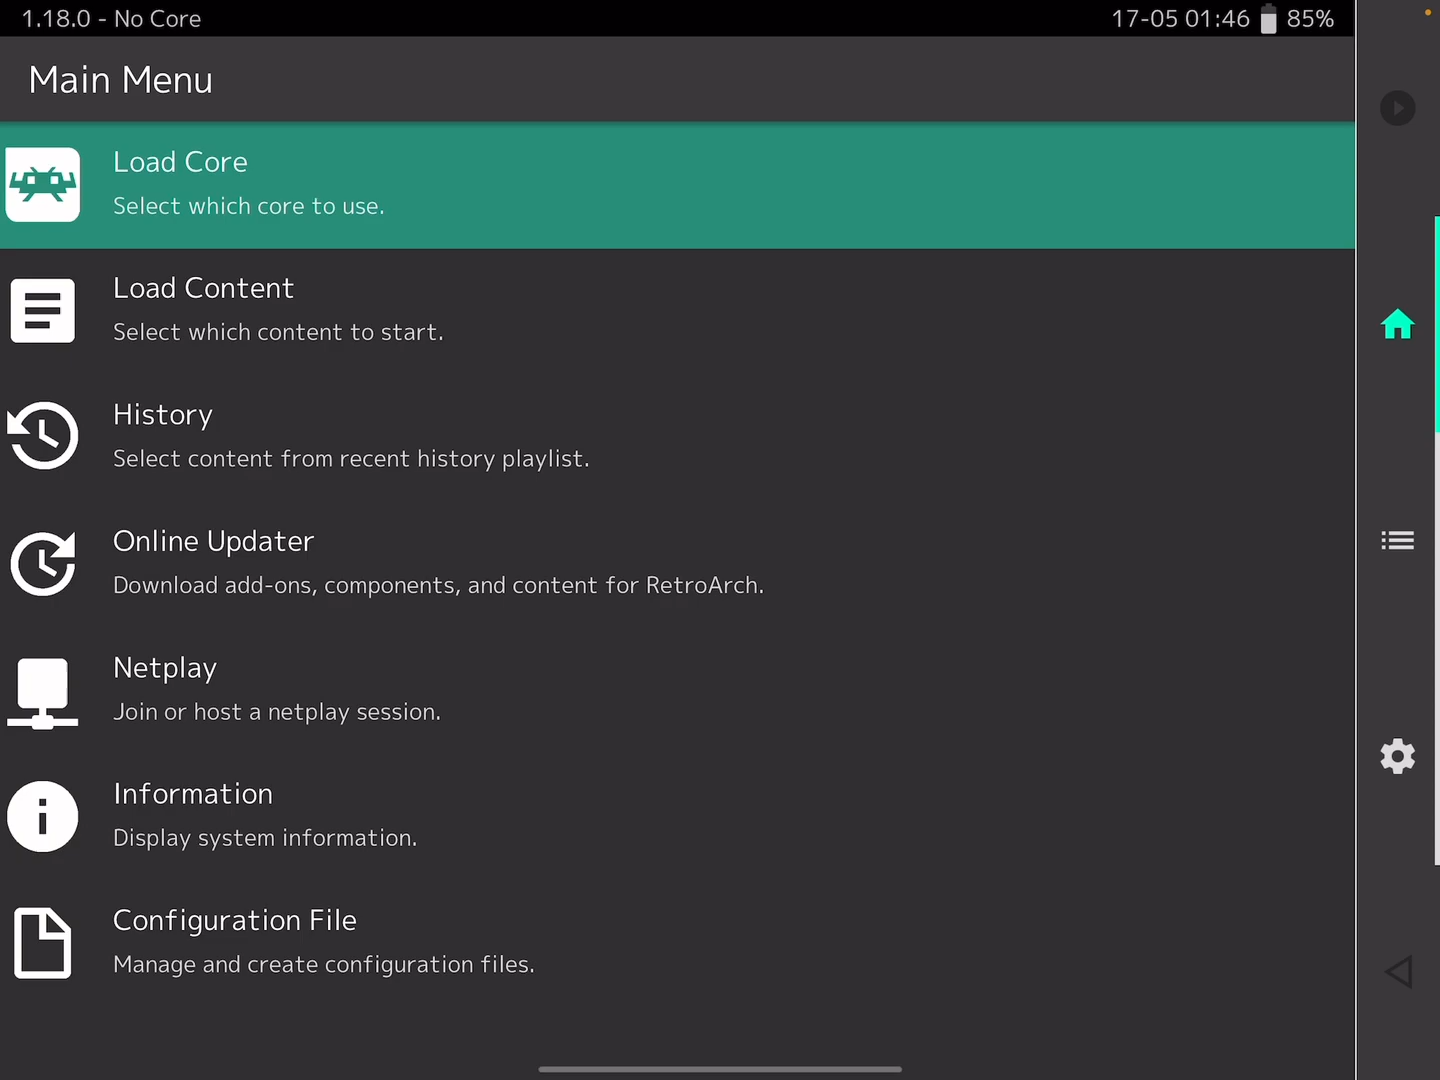 1.18.0 - No Core
17-05 01:46 85%
Main Menu
Load Core
Select which core to use.
Load Content
Select which content to start.
History
Select content from recent history playlist.
Online Updater
Download add-ons, components, and content for RetroArch.
Netplay
Join or host a netplay session.
Information
Display system information.
Configuration File
Manage and create configuration files.